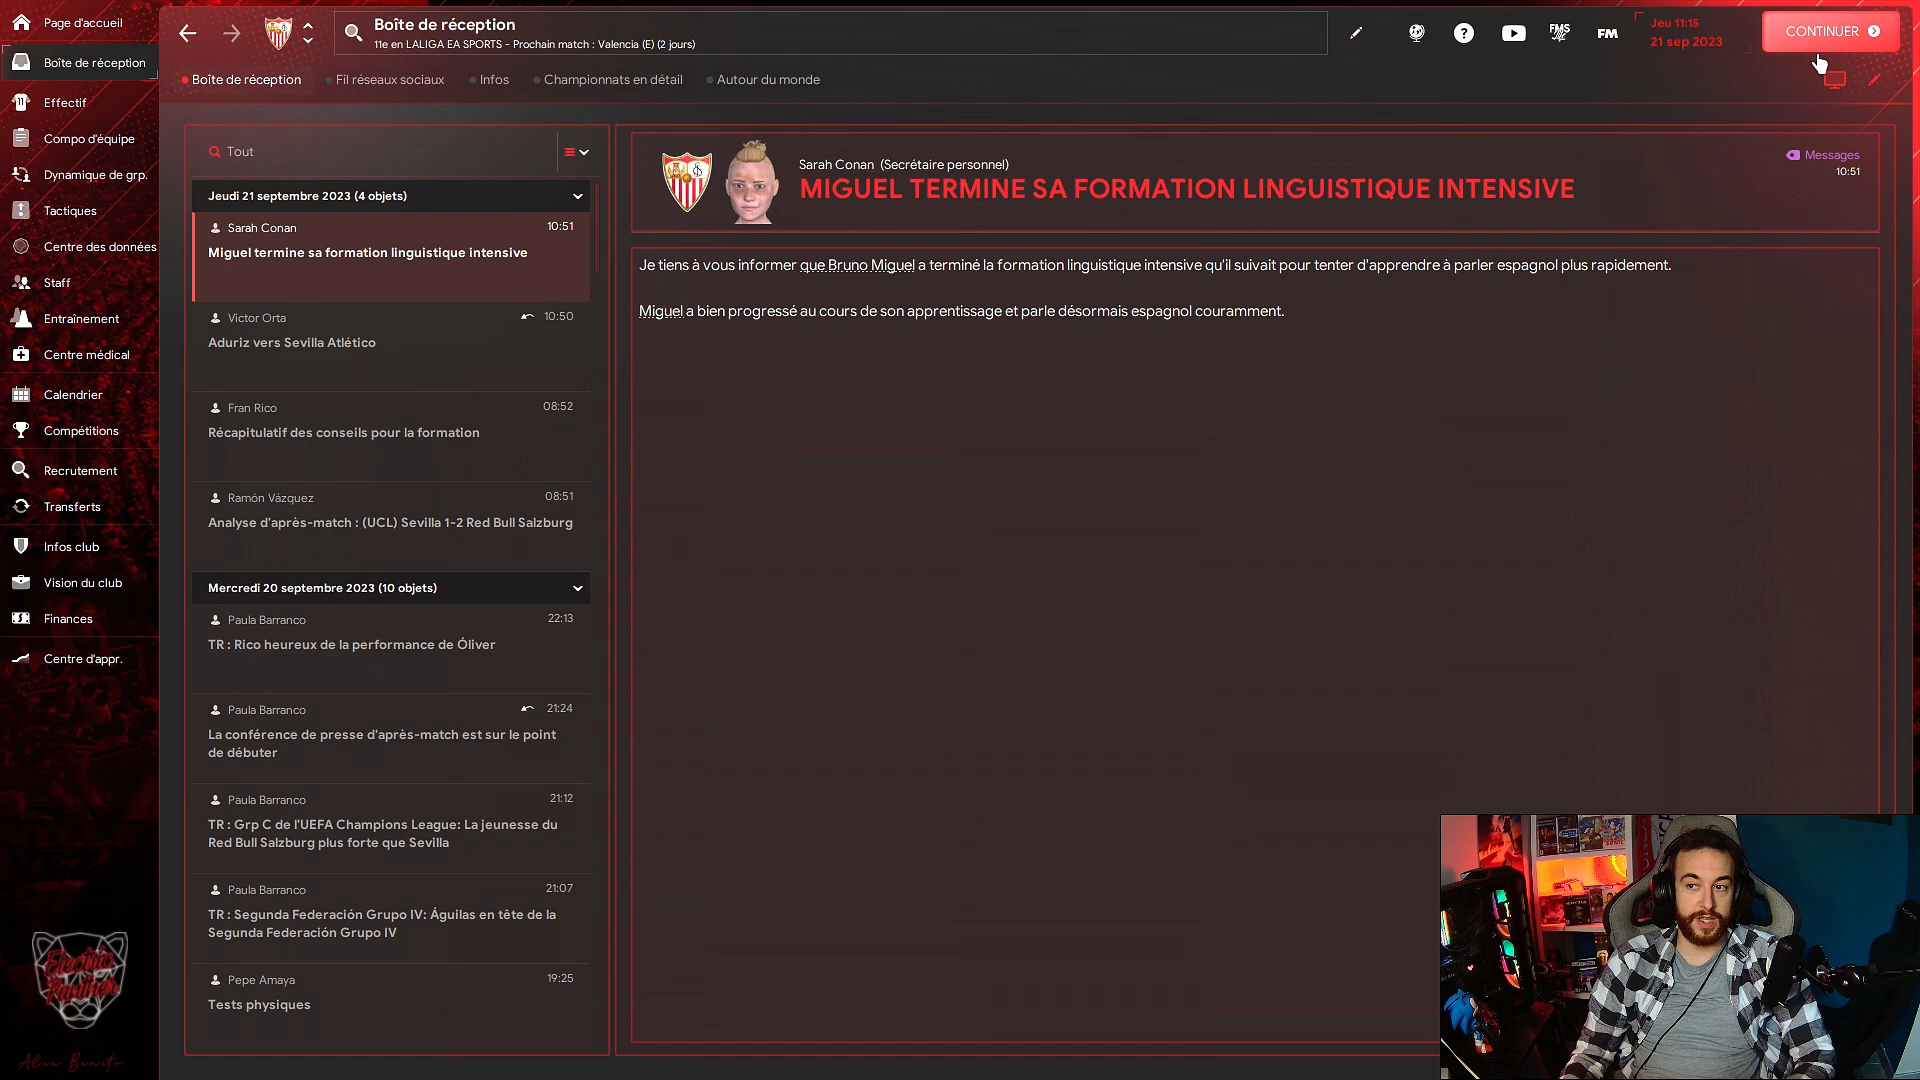 Page d'accueil
Boîte de réception
Effectif
Compo d'équipe
Dynamique de grp.
Tactiques
Centre des données
Staff
Entraînement
Centre médical
Calendrier
Compétitions
Recrutement
Transferts
Infos club
Vision du club
Finances
Centre d'appr.
Boîte de réception
11e en LALIGA EA SPORTS - Prochain match : Valencia (E) (2 jours)
FMS
FM
Jeu 11:15
21 sep 2023
CONTINUER
Boîte de réception
Fil réseaux sociaux
Infos
Championnats en détail
Autour du monde
Tout
Jeudi 21 septembre 2023 (4 objets)
Sarah Conan 10:51
Miguel termine sa formation linguistique intensive
Victor Orta 10:50
Aduriz vers Sevilla Atlético
Fran Rico 08:52
Récapitulatif des conseils pour la formation
Ramón Vázquez 08:51
Analyse d'après-match : (UCL) Sevilla 1-2 Red Bull Salzburg
Mercredi 20 septembre 2023 (10 objets)
Paula Barranco 22:13
TR : Rico heureux de la performance de Óliver
Paula Barranco 21:24
La conférence de presse d'après-match est sur le point
de débuter
Paula Barranco 21:12
TR : Grp C de l'UEFA Champions League: La jeunesse du
Red Bull Salzburg plus forte que Sevilla
Paula Barranco 21:07
TR : Segunda Federación Grupo IV: Águilas en tête de la
Segunda Federación Grupo IV
Pepe Amaya 19:25
Tests physiques
Sarah Conan (Secrétaire personnel)
MIGUEL TERMINE SA FORMATION LINGUISTIQUE INTENSIVE
Messages
10:51
Je tiens à vous informer que Bruno Miguel a terminé la formation linguistique intensive qu'il suivait pour tenter d'apprendre à parler espagnol plus rapidement.
Miguel a bien progressé au cours de son apprentissage et parle désormais espagnol couramment.